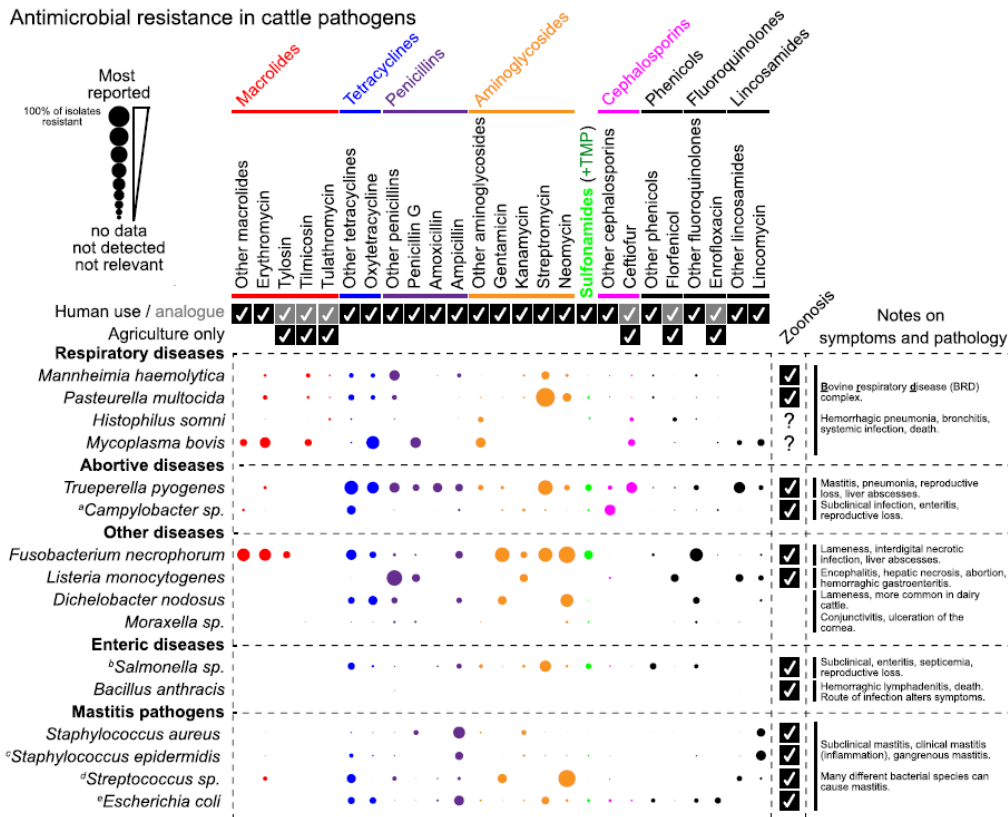 Antimicrobial resistance in cattle pathogens
Most
reported
100% of isolates
resistant
no data
not detected
not relevant
Macrolides
Tetracyclines
Penicillins
Aminoglycosides
Cephalosporins
Phenicols
Fluoroquinolones
Lincosamides
Other macrolides
Erythromycin
Tylosin
Tilmicosin
Tulathromycin
Other tetracyclines
Oxytetracycline
Other penicillins
Penicillin G
Amoxicillin
Ampicillin
Other aminoglycosides
Gentamicin
Kanamycin
Streptomycin
Neomycin
Sulfonamides (+TMP)
Other cephalosporins
Ceftiofur
Other phenicols
Florfenicol
Other fluoroquinolones
Enrofloxacin
Other lincosamides
Lincomycin
Human use / analogue
Agriculture only
Zoonosis
Notes on
symptoms and pathology
Respiratory diseases
Mannheimia haemolytica
Pasteurella multocida
Histophilus somni
?
Mycoplasma bovis
?
Bovine respiratory disease (BRD)
complex.
Hemorrhagic pneumonia, bronchitis,
systemic infection, death.
Abortive diseases
Trueperella pyogenes
Mastitis, pneumonia, reproductive
loss, liver abscesses.
aCampylobacter sp.
Subclinical infection, enteritis,
reproductive loss.
Other diseases
Fusobacterium necrophorum
Lameness, interdigital necrotic
infection, liver abscesses.
Listeria monocytogenes
Encephalitis, hepatic necrosis, abortion,
hemorraghic gastroenteritis.
Dichelobacter nodosus
Lameness, more common in dairy
cattle.
Moraxella sp.
Conjunctivitis, ulceration of the
cornea.
Enteric diseases
bSalmonella sp.
Subclinical, enteritis, septicemia,
reproductive loss.
Bacillus anthracis
Hemorraghic lymphadenitis, death.
Route of infection alters symptoms.
Mastitis pathogens
Staphylococcus aureus
cStaphylococcus epidermidis
dStreptococcus sp.
eEscherichia coli
Subclinical mastitis, clinical mastitis
(inflammation), gangrenous mastitis.
Many different bacterial species can
cause mastitis.